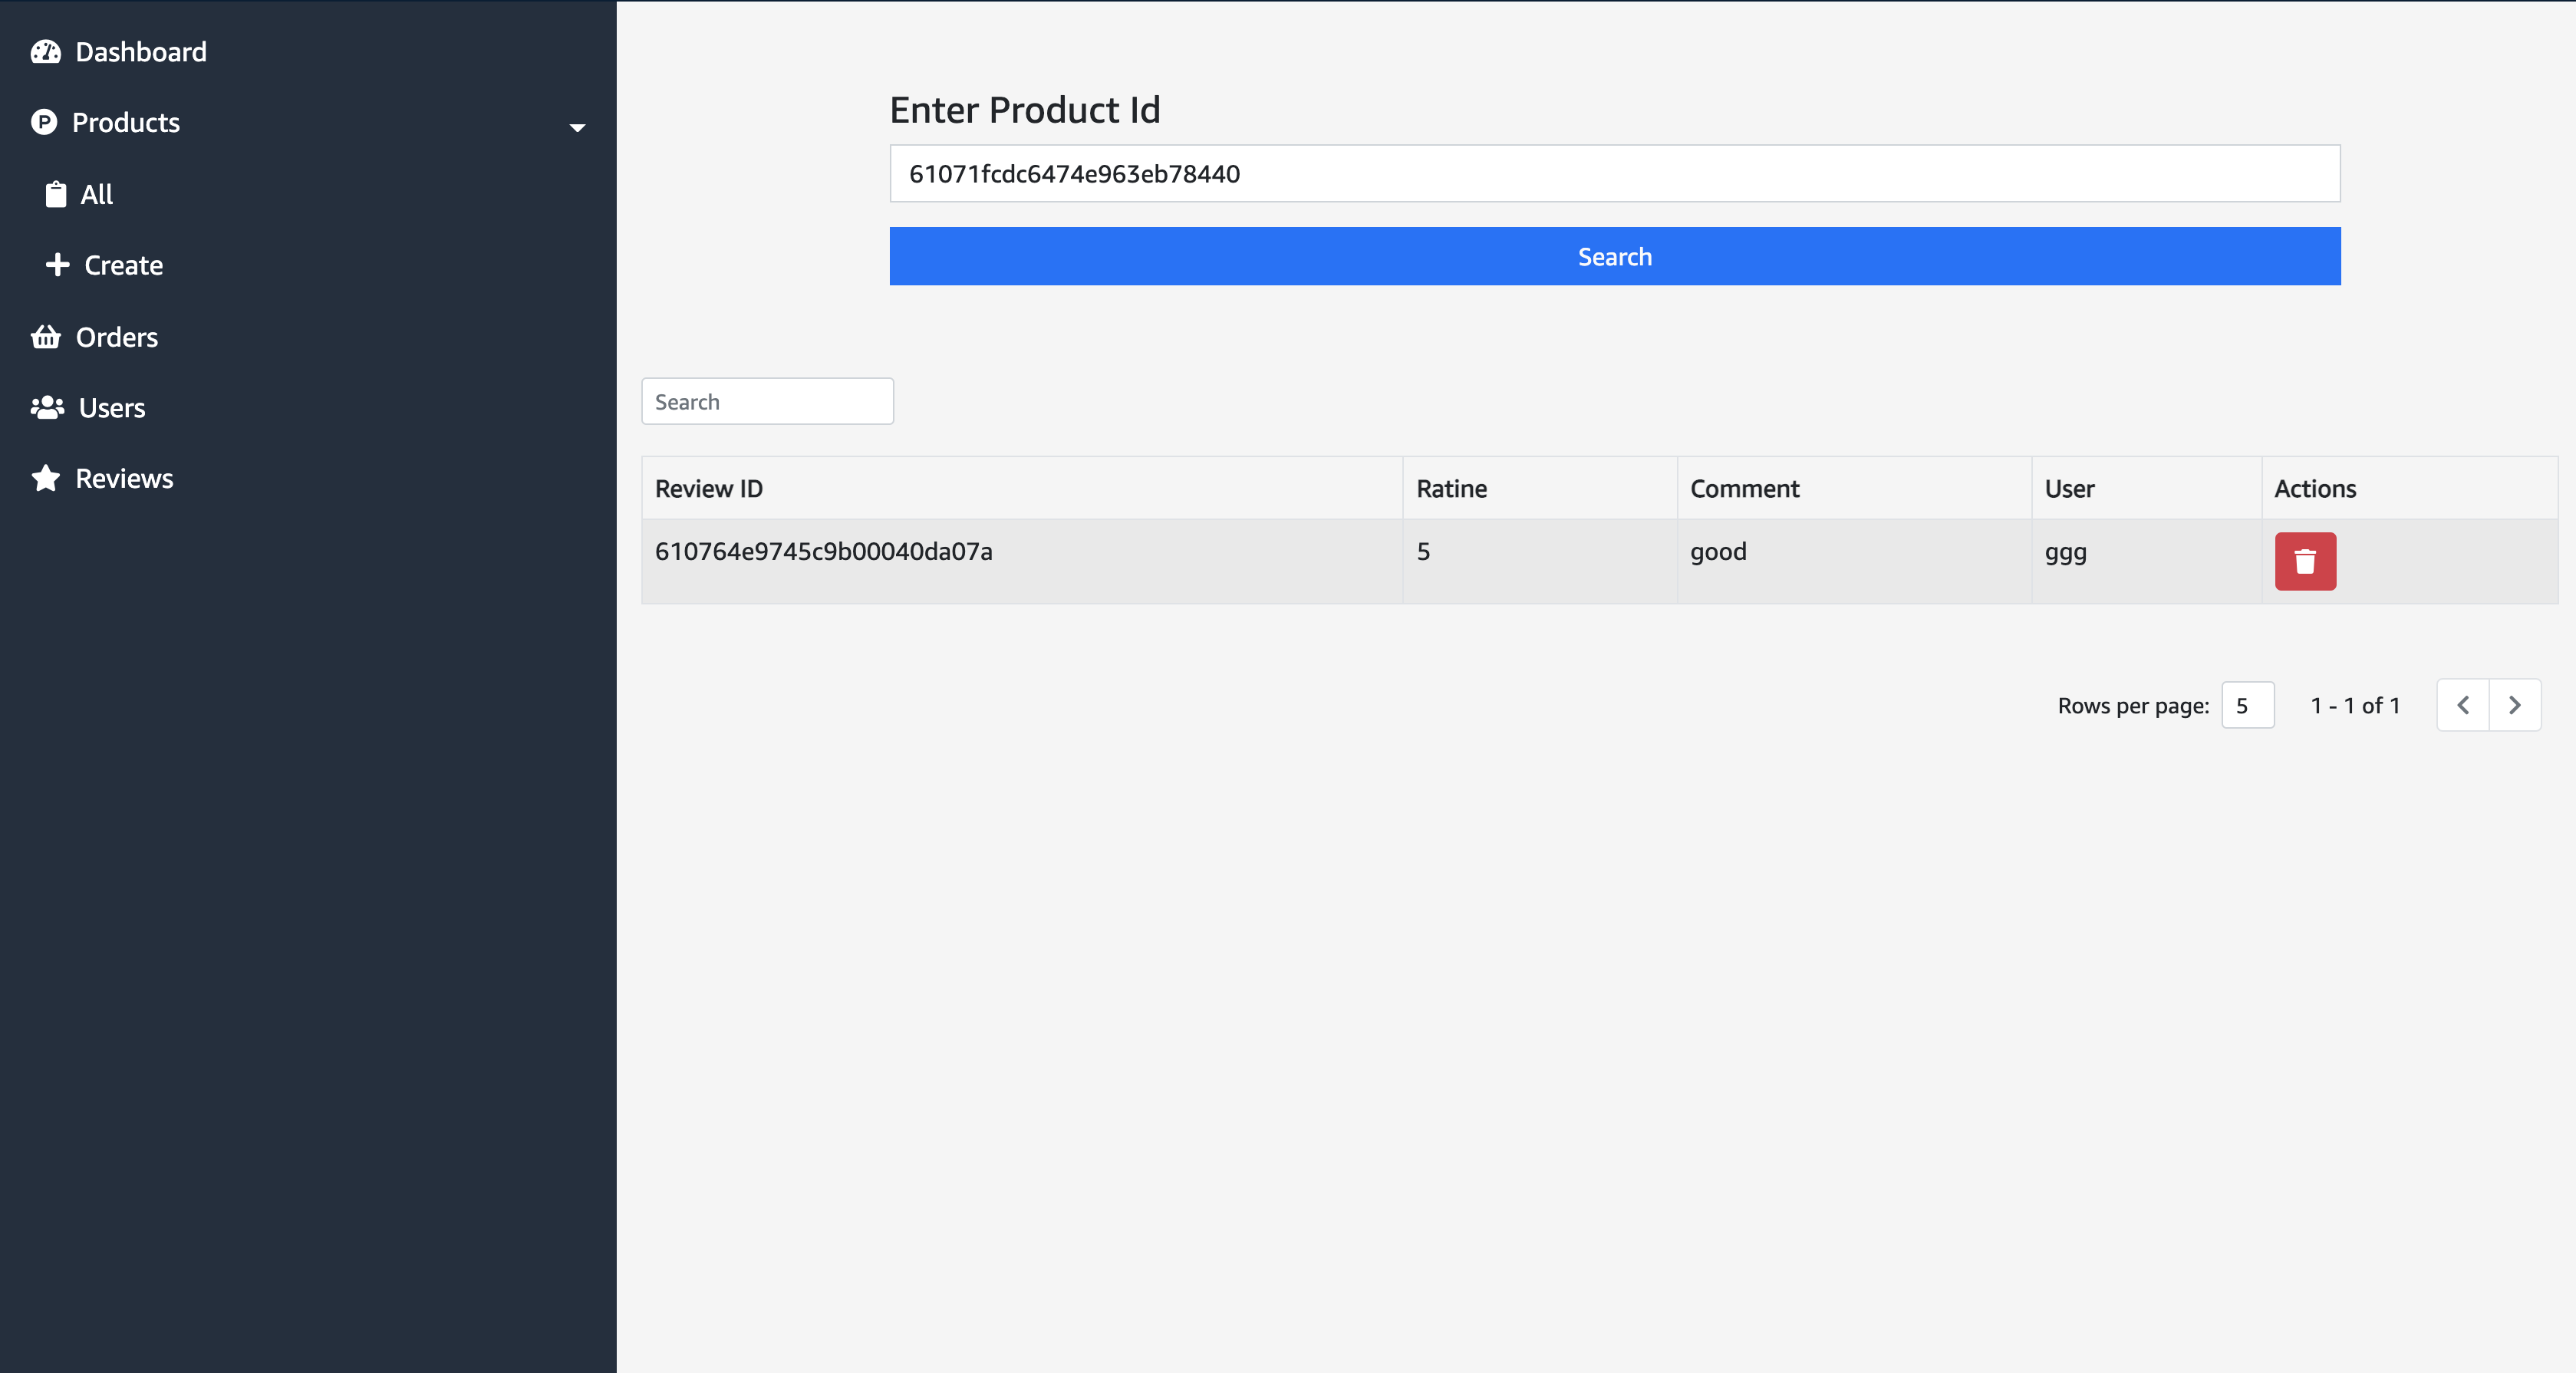 Dashboard
Products
All
Create
Orders
Users
Reviews
Enter Product Id
61071fcdc6474e963eb78440
Search
Search
Review ID Ratine Comment User Actions
610764e9745c9b00040da07a 5 good ggg
Rows per page: 5 1 - 1 of 1